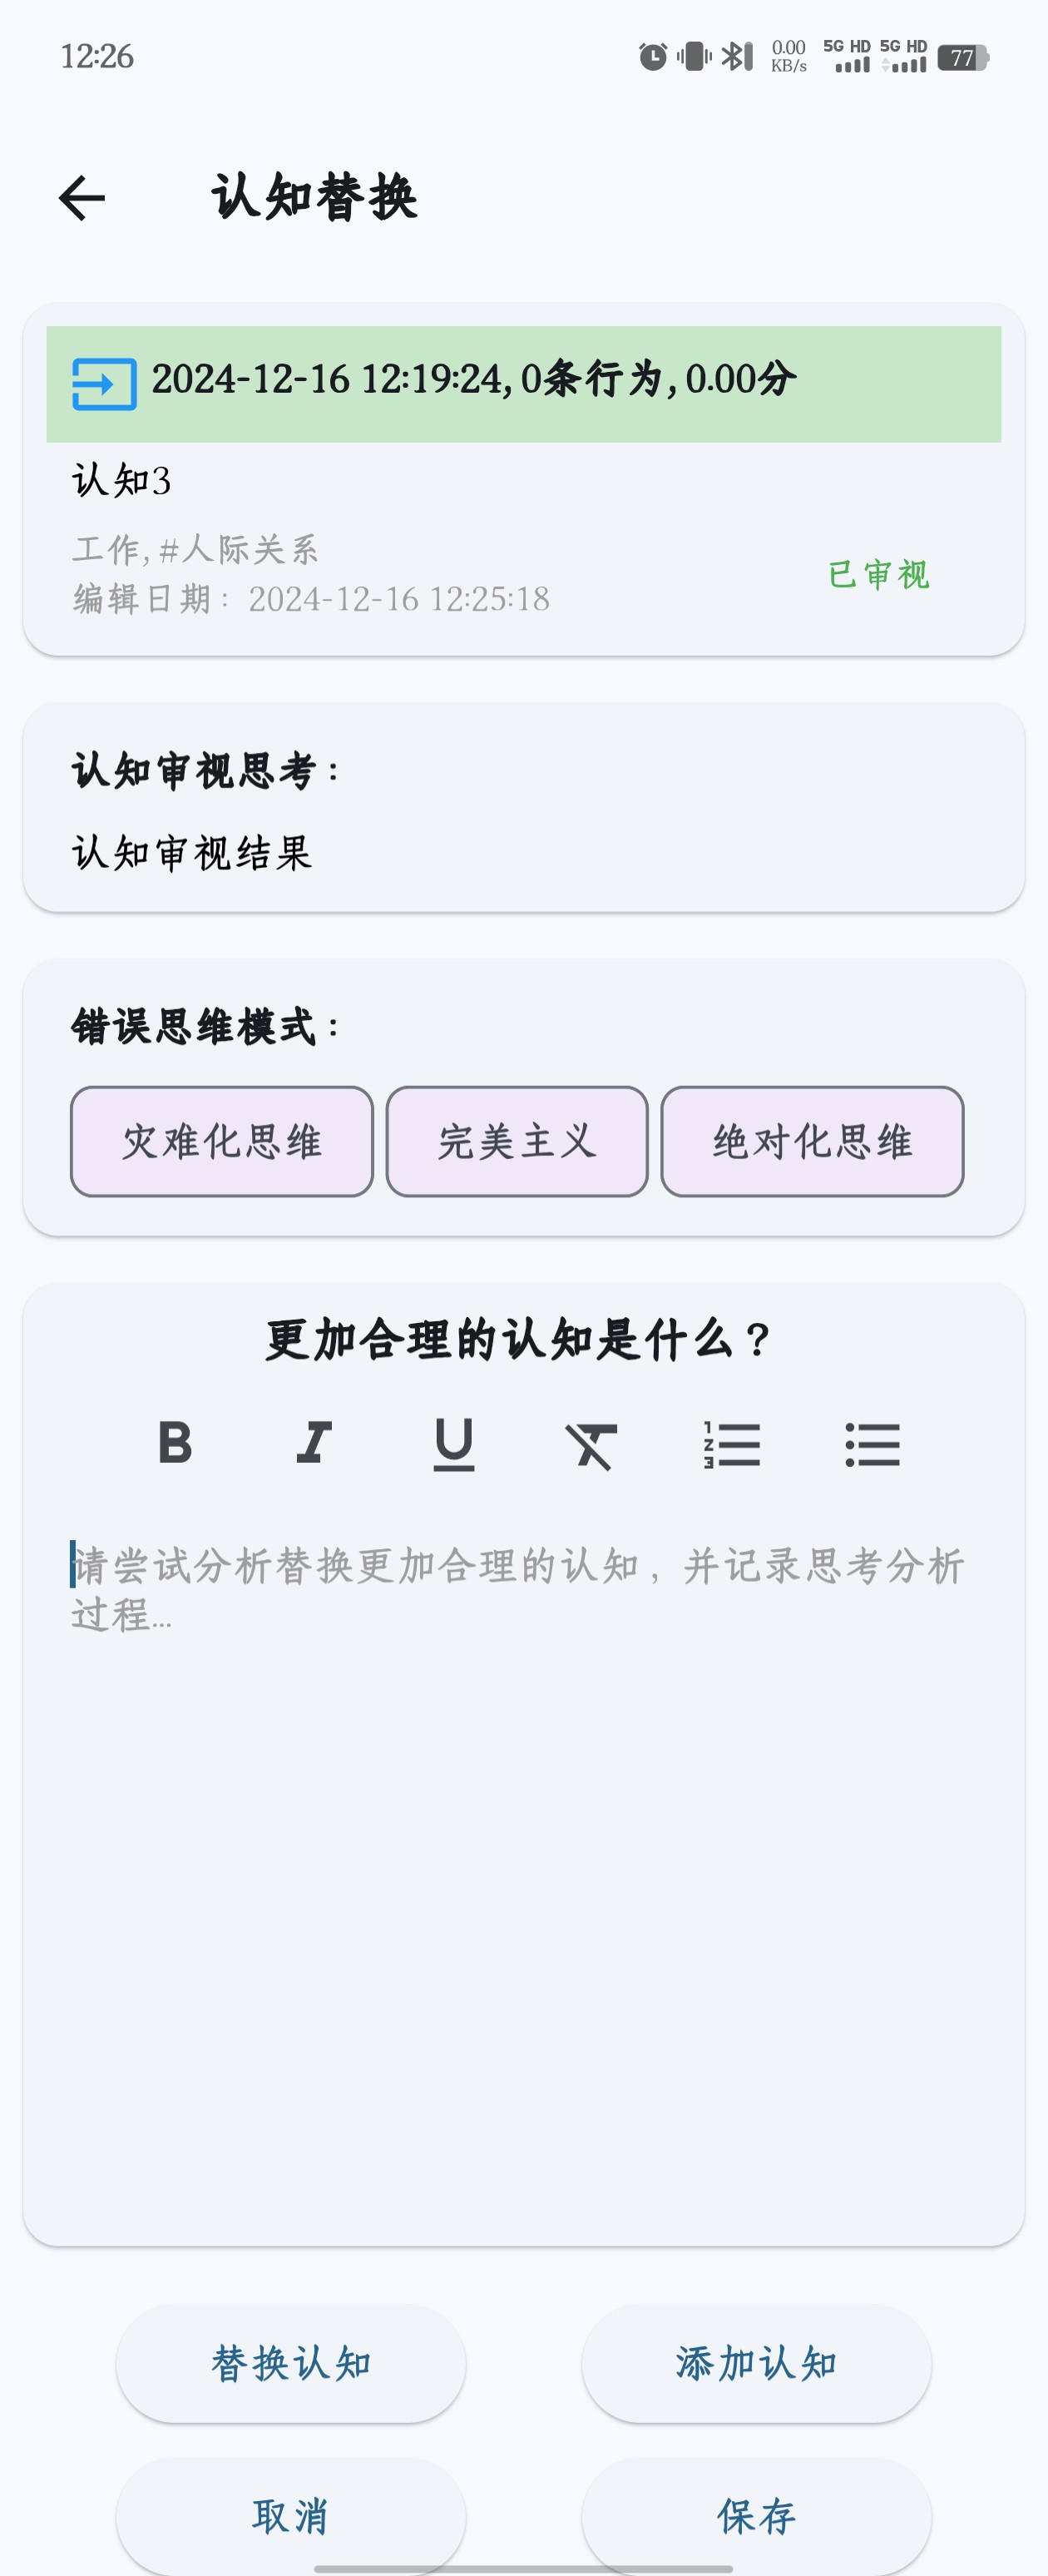 12:26
0.00 KB/s 5G HD 5G HD 77
认知替换
2024-12-16 12:19:24, 0条行为, 0.00分
认知3
工作, #人际关系
编辑日期：2024-12-16 12:25:18
已审视
认知审视思考：
认知审视结果
错误思维模式：
灾难化思维 完美主义 绝对化思维
更加合理的认知是什么？
请尝试分析替换更加合理的认知，并记录思考分析
过程...
替换认知 添加认知
取消 保存